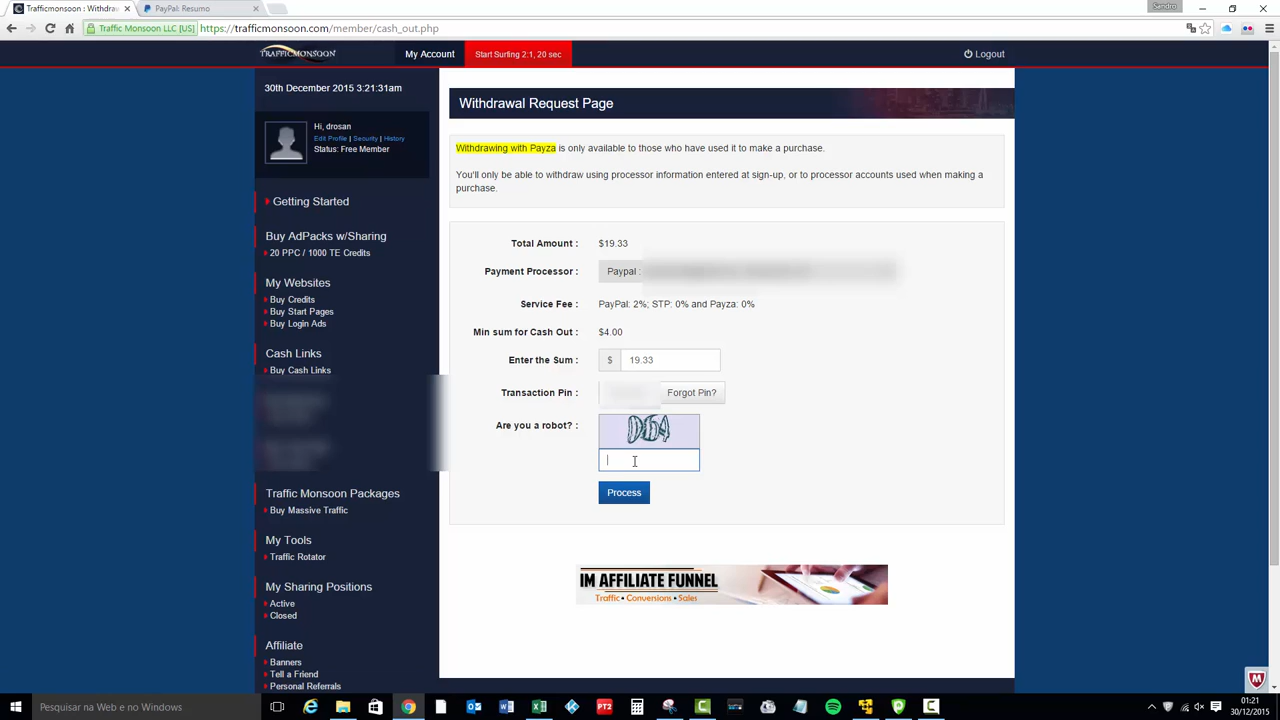 Trafficmonsoon : Withdraw
PayPal: Resumo
Sandro
Traffic Monsoon LLC [US]
https://trafficmonsoon.com/member/cash_out.php
TRAFFICMONSOON
My Account
Start Surfing 2:1, 20 sec
Logout
30th December 2015 3:21:31am
Hi, drosan
Edit Profile | Security | History
Status: Free Member
Getting Started
Buy AdPacks w/Sharing
20 PPC / 1000 TE Credits
My Websites
Buy Credits
Buy Start Pages
Buy Login Ads
Cash Links
Buy Cash Links
Traffic Monsoon Packages
Buy Massive Traffic
My Tools
Traffic Rotator
My Sharing Positions
Active
Closed
Affiliate
Banners
Tell a Friend
Personal Referrals
Withdrawal Request Page
Withdrawing with Payza is only available to those who have used it to make a purchase.
You'll only be able to withdraw using processor information entered at sign-up, or to processor accounts used when making a
purchase.
Total Amount : $19.33
Payment Processor : Paypal :
Service Fee : PayPal: 2%; STP: 0% and Payza: 0%
Min sum for Cash Out : $4.00
Enter the Sum : $ 19.33
Transaction Pin : Forgot Pin?
Are you a robot? :
Process
IM AFFILIATE FUNNEL
Traffic • Conversions • Sales
Pesquisar na Web e no Windows
PT2
01:21
30/12/2015